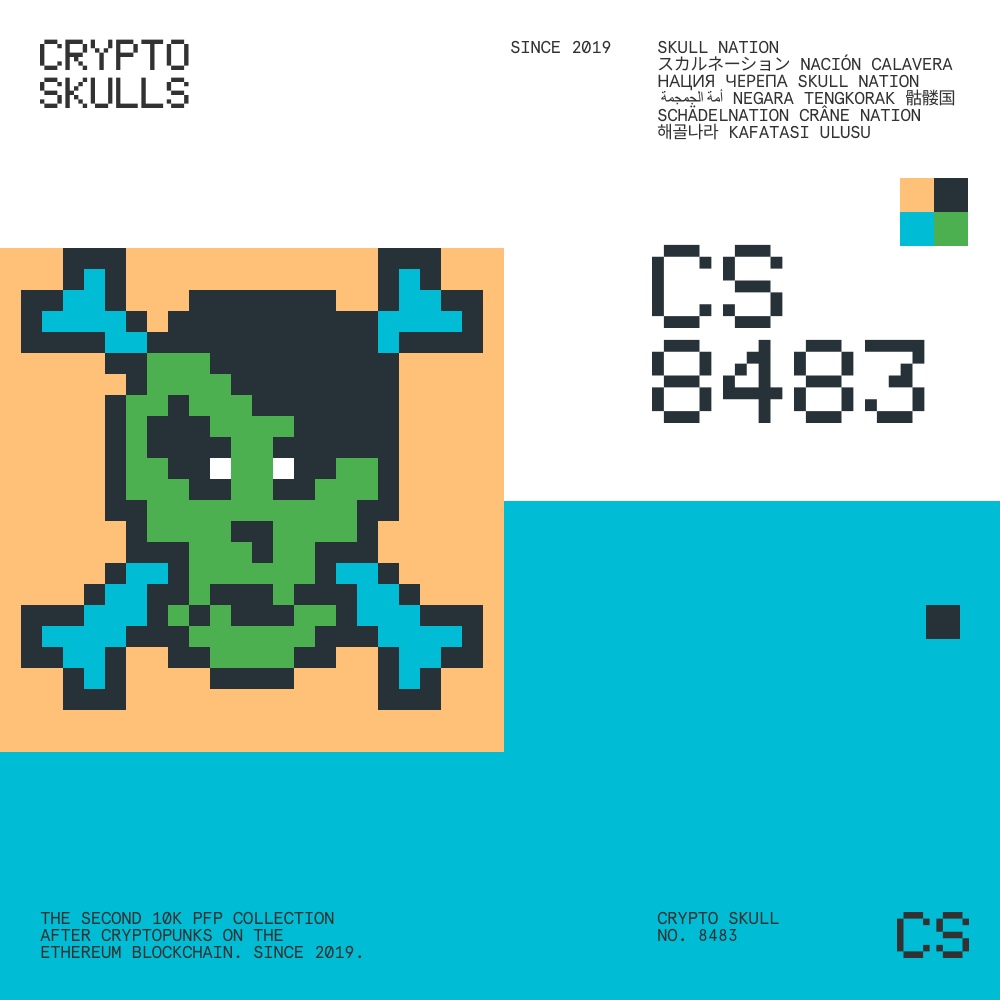 CRYPTO
SKULLS
SINCE 2019
SKULL NATION
スカルネーション NACIÓN CALAVERA
НАЦИЯ ЧЕРЕПА SKULL NATION
أمة الجمجمة NEGARA TENGKORAK 骷髅国
SCHÄDELNATION CRÂNE NATION
해골나라 KAFATASI ULUSU
CS
8483
THE SECOND 10K PFP COLLECTION
AFTER CRYPTOPUNKS ON THE
ETHEREUM BLOCKCHAIN. SINCE 2019.
CRYPTO SKULL
NO. 8483
CS